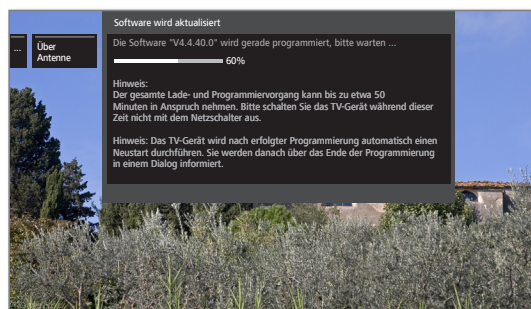 Software wird aktualisiert
...
Über
Antenne
Die Software "V4.4.40.0" wird gerade programmiert, bitte warten ...
60%
Hinweis:
Der gesamte Lade- und Programmiervorgang kann bis zu etwa 50
Minuten in Anspruch nehmen. Bitte schalten Sie das TV-Gerät während dieser
Zeit nicht mit dem Netzschalter aus.
Hinweis: Das TV-Gerät wird nach erfolgter Programmierung automatisch einen
Neustart durchführen. Sie werden danach über das Ende der Programmierung
in einem Dialog informiert.